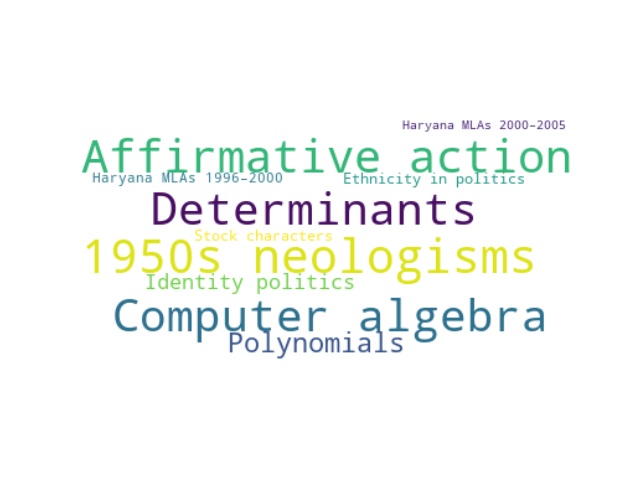 Haryana MLAs 2000–2005
Affirmative action
Haryana MLAs 1996–2000
Ethnicity in politics
Determinants
Stock characters
1950s neologisms
Identity politics
Computer algebra
Polynomials